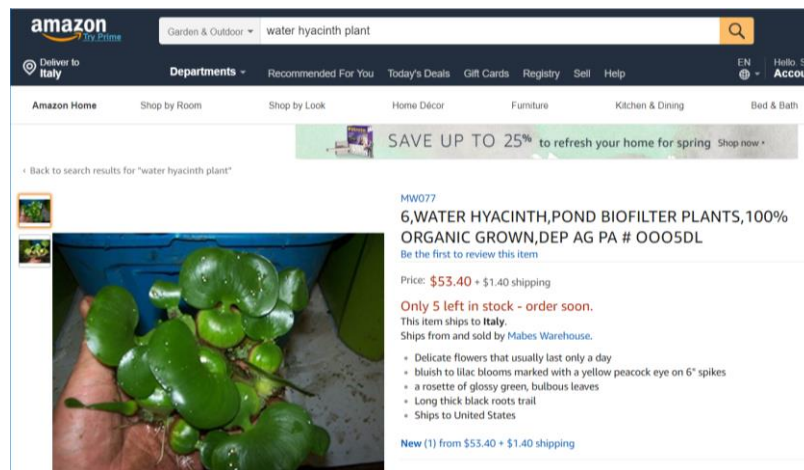 amazon
Try Prime
Garden & Outdoor
water hyacinth plant
Deliver to
Italy
Departments
Recommended For You
Today's Deals
Gift Cards
Registry
Sell
Help
EN
Hello. S
Accou
Amazon Home
Shop by Room
Shop by Look
Home Décor
Furniture
Kitchen & Dining
Bed & Bath
SAVE UP TO 25% to refresh your home for spring Shop now
‹ Back to search results for "water hyacinth plant"
MW077
6,WATER HYACINTH,POND BIOFILTER PLANTS,100%
ORGANIC GROWN,DEP AG PA # OOO5DL
Be the first to review this item
Price: $53.40 + $1.40 shipping
Only 5 left in stock - order soon.
This item ships to Italy.
Ships from and sold by Mabes Warehouse.
Delicate flowers that usually last only a day
bluish to lilac blooms marked with a yellow peacock eye on 6" spikes
a rosette of glossy green, bulbous leaves
Long thick black roots trail
Ships to United States
New (1) from $53.40 + $1.40 shipping